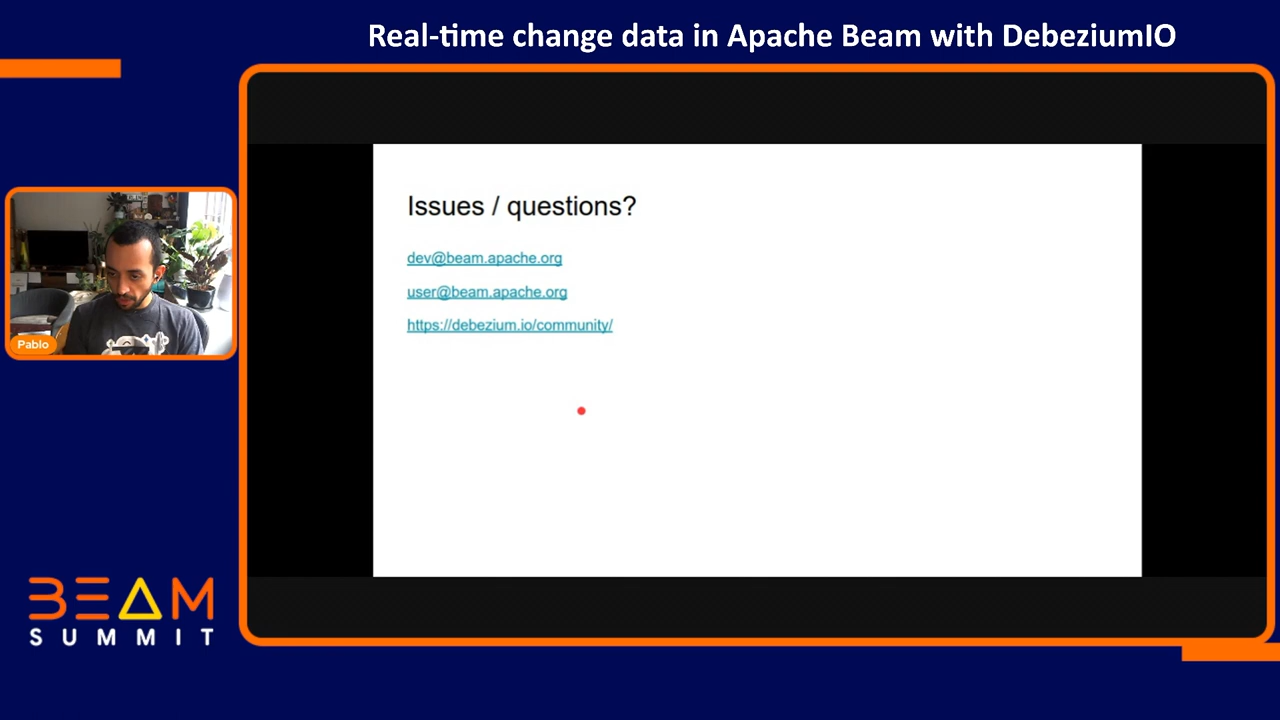 Real-time change data in Apache Beam with DebeziumIO
Issues / questions?
dev@beam.apache.org
user@beam.apache.org
https://debezium.io/community/
Pablo
BEAM
SUMMIT